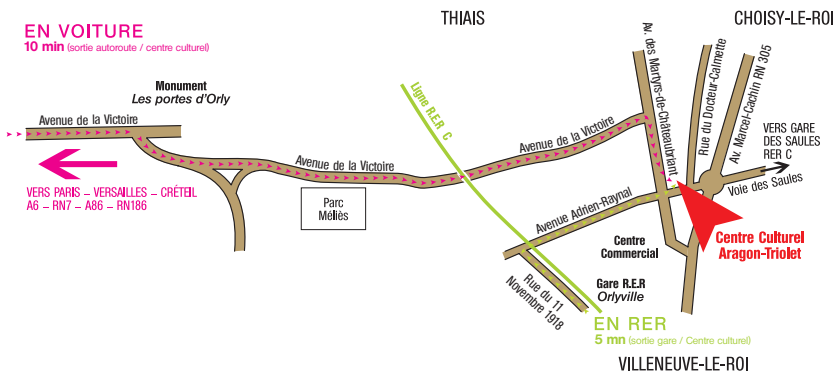 THIAIS
CHOISY-LE-ROI
EN VOITURE
10 min (sortie autoroute / centre culturel)
Monument
Les portes d'Orly
Avenue de la Victoire
Ligne R.E.R C
Av. des Martyrs-de-Châteaubriant
Rue du Docteur-Calmette
Av. Marcel-Cachin RN 305
VERS GARE
DES SAULES
RER C
Avenue de la Victoire
Avenue de la Victoire
Voie des Saules
VERS PARIS – VERSAILLES – CRÉTEIL
A6 – RN7 – A86 – RN186
Parc
Méliès
Avenue Adrien-Raynal
Centre
Commercial
Centre Culturel
Aragon-Triolet
Gare R.E.R
Orlyville
Rue du 11
Novembre 1918
EN RER
5 mn (sortie gare / Centre culturel)
VILLENEUVE-LE-ROI